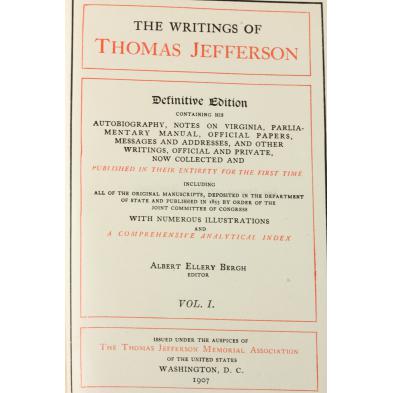 THE WRITINGS OF
THOMAS JEFFERSON
Definitive Edition
CONTAINING HIS
AUTOBIOGRAPHY, NOTES ON VIRGINIA, PARLIA-
MENTARY MANUAL, OFFICIAL PAPERS,
MESSAGES AND ADDRESSES, AND OTHER
WRITINGS, OFFICIAL AND PRIVATE,
NOW COLLECTED AND
PUBLISHED IN THEIR ENTIRETY FOR THE FIRST TIME
INCLUDING
ALL OF THE ORIGINAL MANUSCRIPTS, DEPOSITED IN THE DEPARTMENT
OF STATE AND PUBLISHED IN 1853 BY ORDER OF THE
JOINT COMMITTEE OF CONGRESS
WITH NUMEROUS ILLUSTRATIONS
AND
A COMPREHENSIVE ANALYTICAL INDEX
ALBERT ELLERY BERGH
EDITOR
VOL. I.
ISSUED UNDER THE AUSPICES OF
THE THOMAS JEFFERSON MEMORIAL ASSOCIATION
OF THE UNITED STATES
WASHINGTON, D. C.
1907